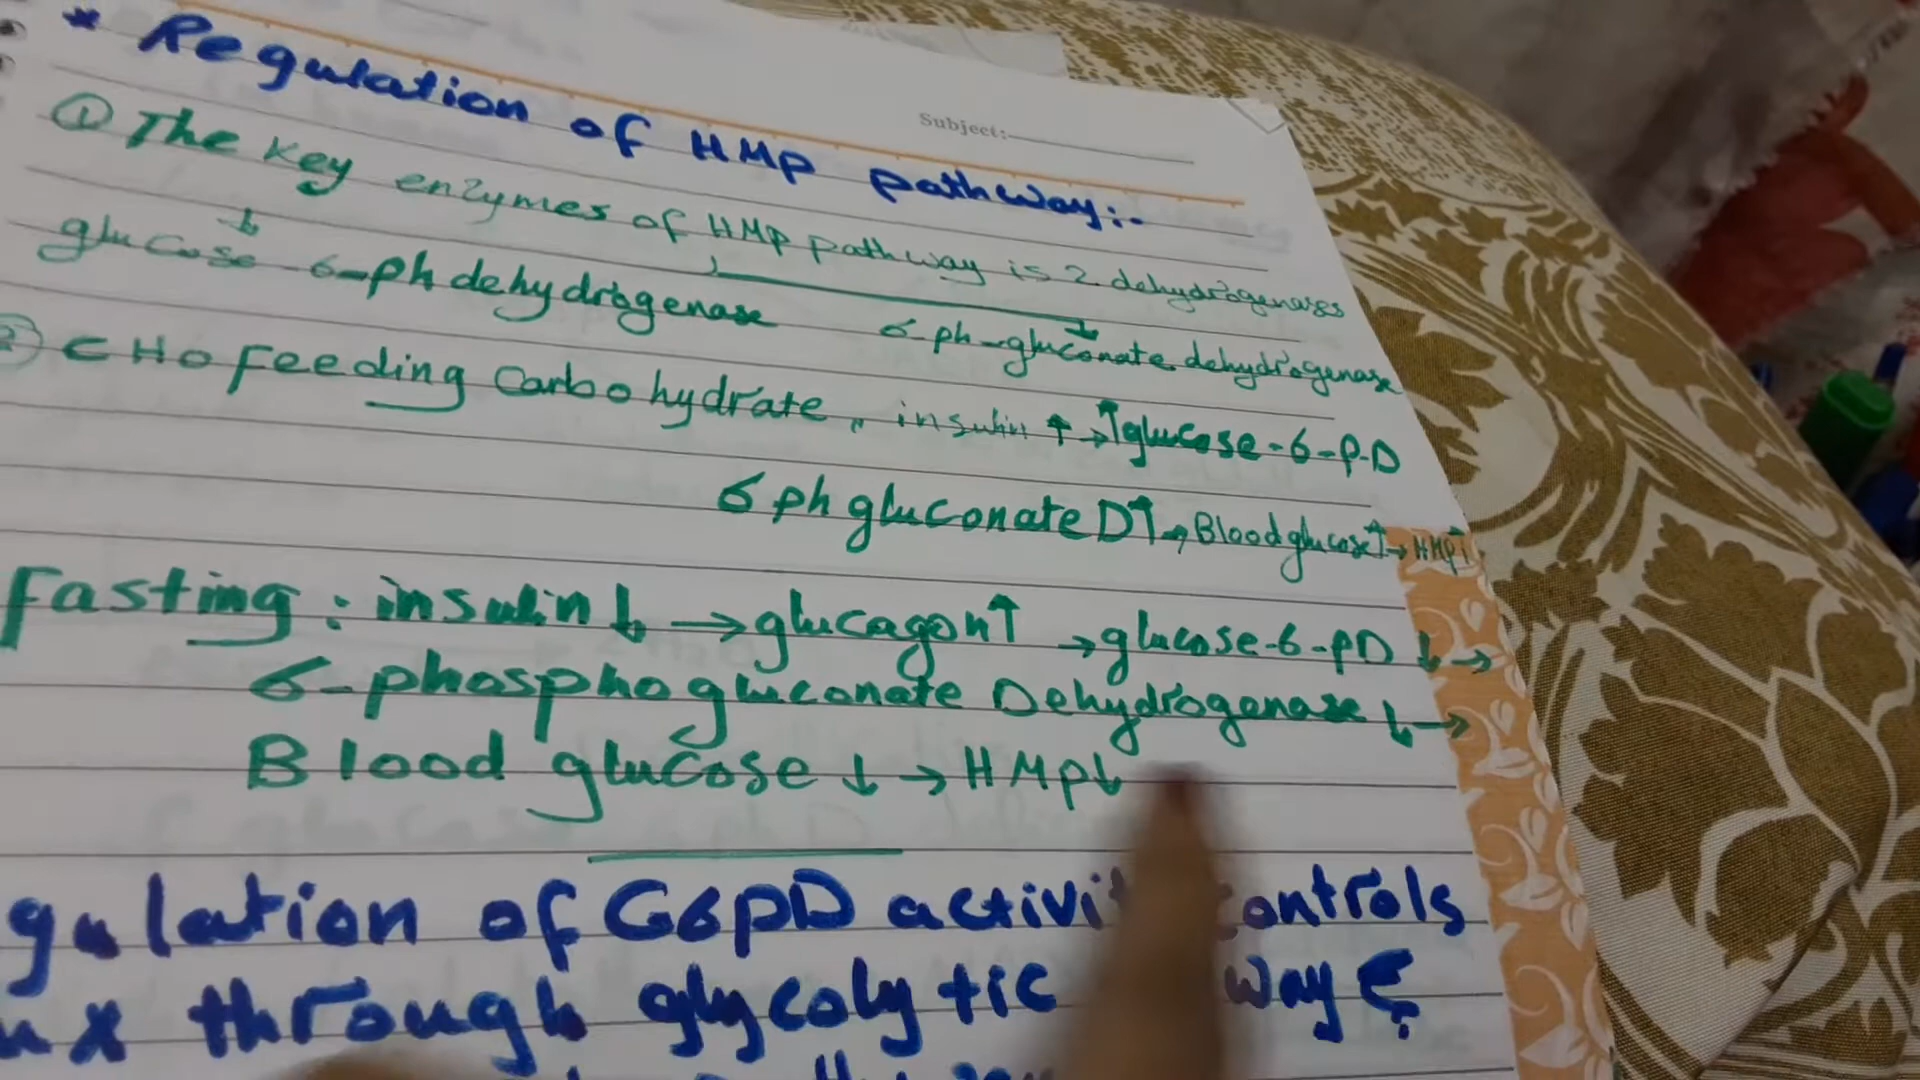 Subject:
* Regulation of HMP pathway:-
① The key enzymes of HMP pathway is 2 dehydrogenases
↓
glucose-6-ph dehydrogenase 6-ph-gluconate dehydrogenase
② CHO feeding carbohydrate, insulin ↑ → ↑ glucose-6-P-D
6 ph gluconate D↑ → Blood glucose↑ → HMP↑
Fasting : insulin ↓ → glucagon↑ → glucose-6-PD ↓ →
6-phosphogluconate Dehydrogenase ↓ →
Blood glucose ↓ → HMP↓
gulation of G6PD activi ontrols
ux through glycolytic way ؟